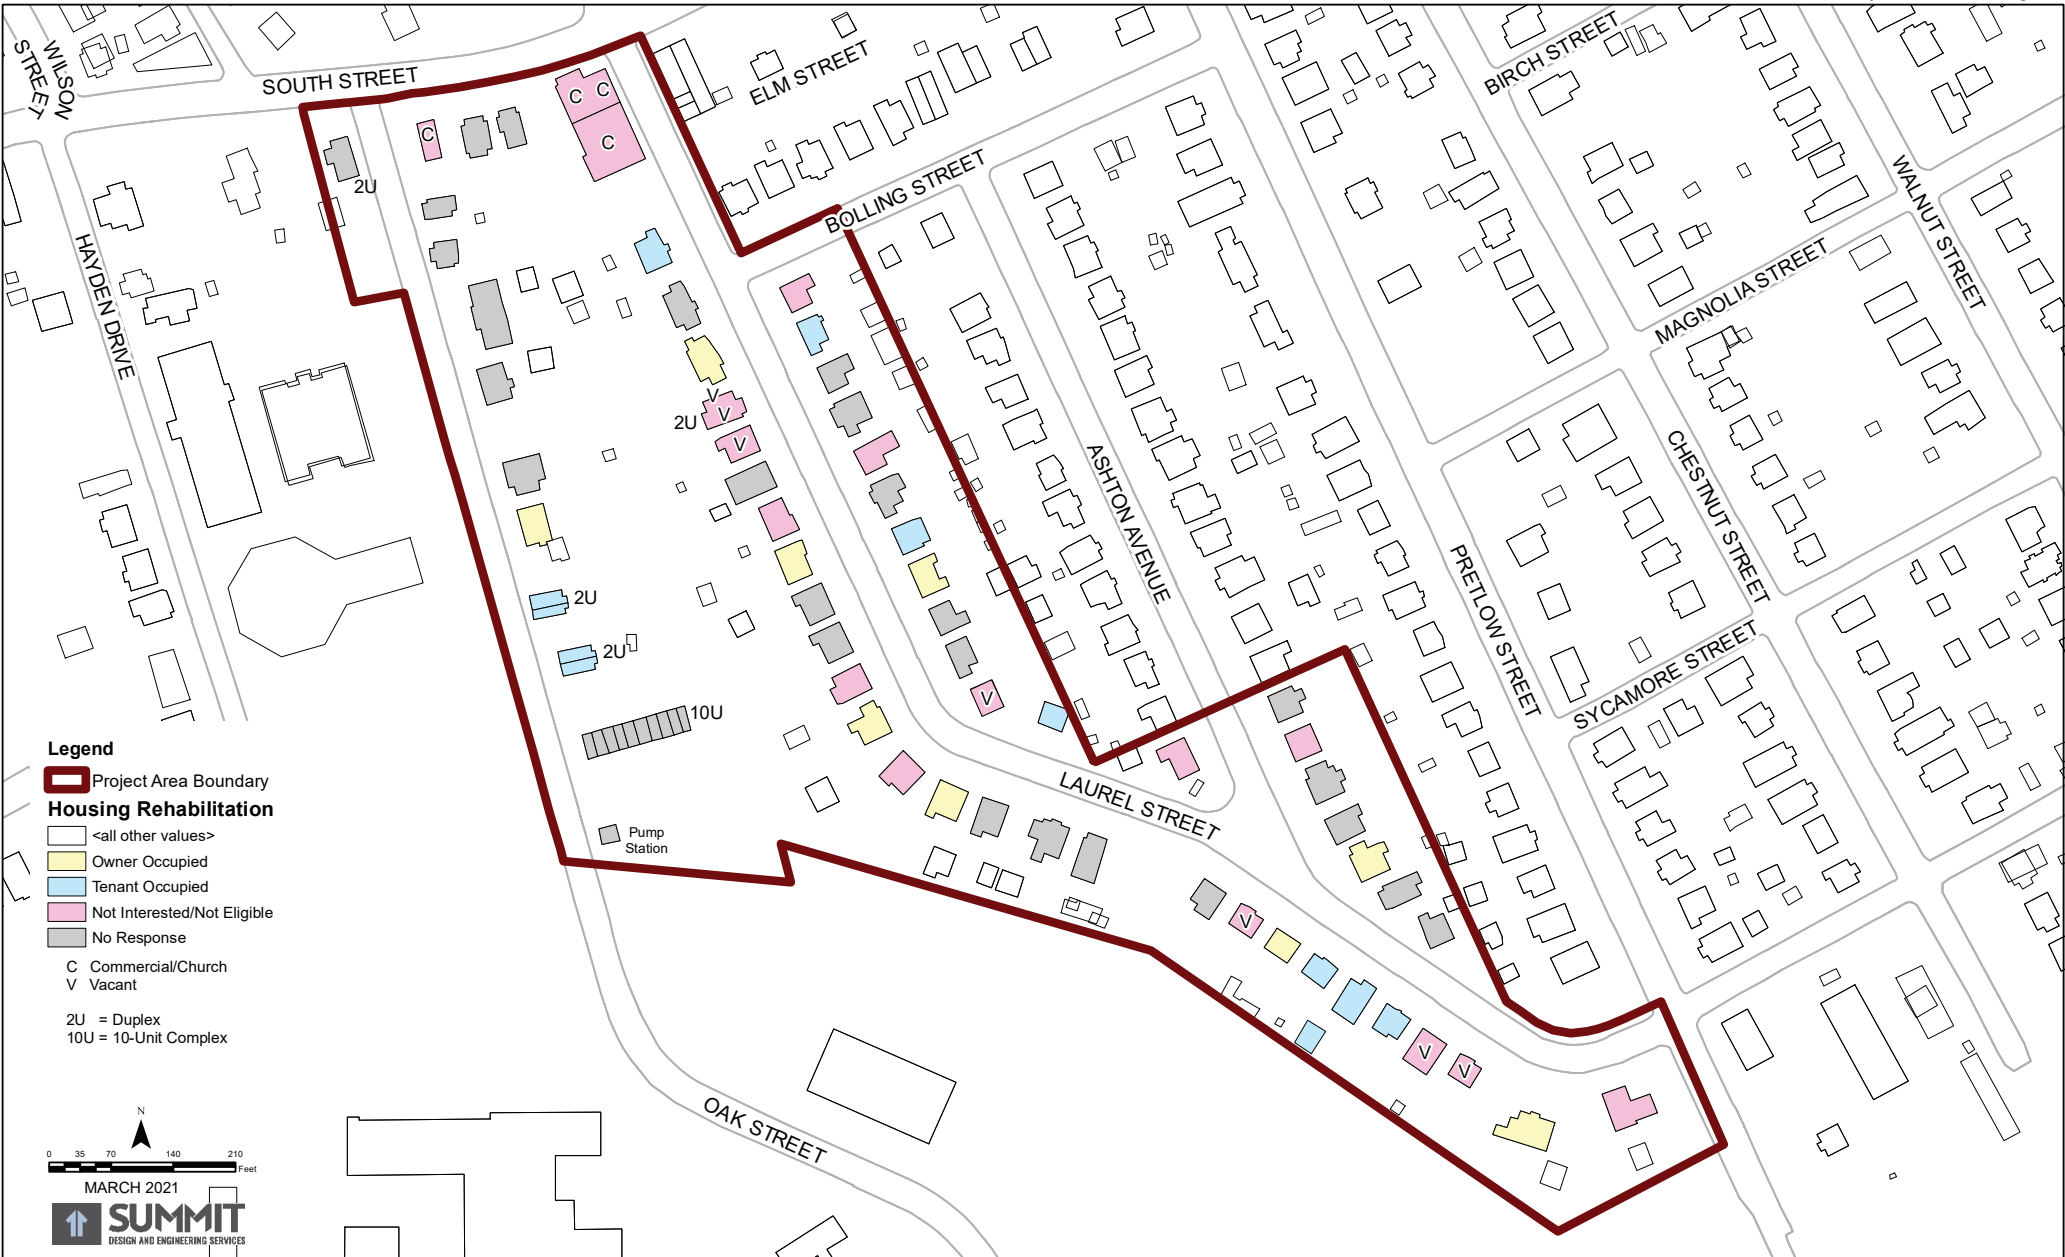 WILSON
STREET
SOUTH STREET
ELM STREET
BIRCH STREET
C C
C
C
2U
BOLLING STREET
WALNUT STREET
HAYDEN DRIVE
MAGNOLIA STREET
V
V
2U
V
ASHTON AVENUE
CHESTNUT STREET
PRETLOW STREET
2U
2U
SYCAMORE STREET
V
10U
LAUREL STREET
Pump
Station
V
V
V
OAK STREET
Legend
Project Area Boundary
Housing Rehabilitation
<all other values>
Owner Occupied
Tenant Occupied
Not Interested/Not Eligible
No Response
C Commercial/Church
V Vacant
2U = Duplex
10U = 10-Unit Complex
N
0 35 70 140 210
Feet
MARCH 2021
SUMMIT
DESIGN AND ENGINEERING SERVICES